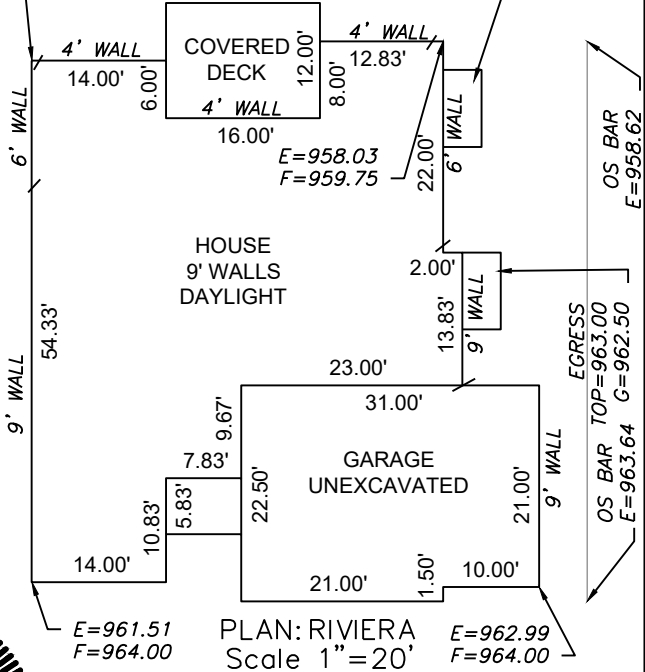 4' WALL
14.00'
6.00'
COVERED
DECK
12.00'
8.00'
4' WALL
16.00'
4' WALL
12.83'
6' WALL
E=958.03
F=959.75
22.00'
6' WALL
OS BAR
E=958.62
HOUSE
9' WALLS
DAYLIGHT
2.00'
13.83'
9' WALL
54.33'
9' WALL
EGRESS
TOP=963.00
G=962.50
OS BAR
E=963.64
23.00'
31.00'
9.67'
7.83'
GARAGE
UNEXCAVATED
10.83'
5.83'
22.50'
21.00'
9' WALL
14.00'
21.00'
1.50'
10.00'
E=961.51
F=964.00
PLAN: RIVIERA
Scale 1"=20'
E=962.99
F=964.00